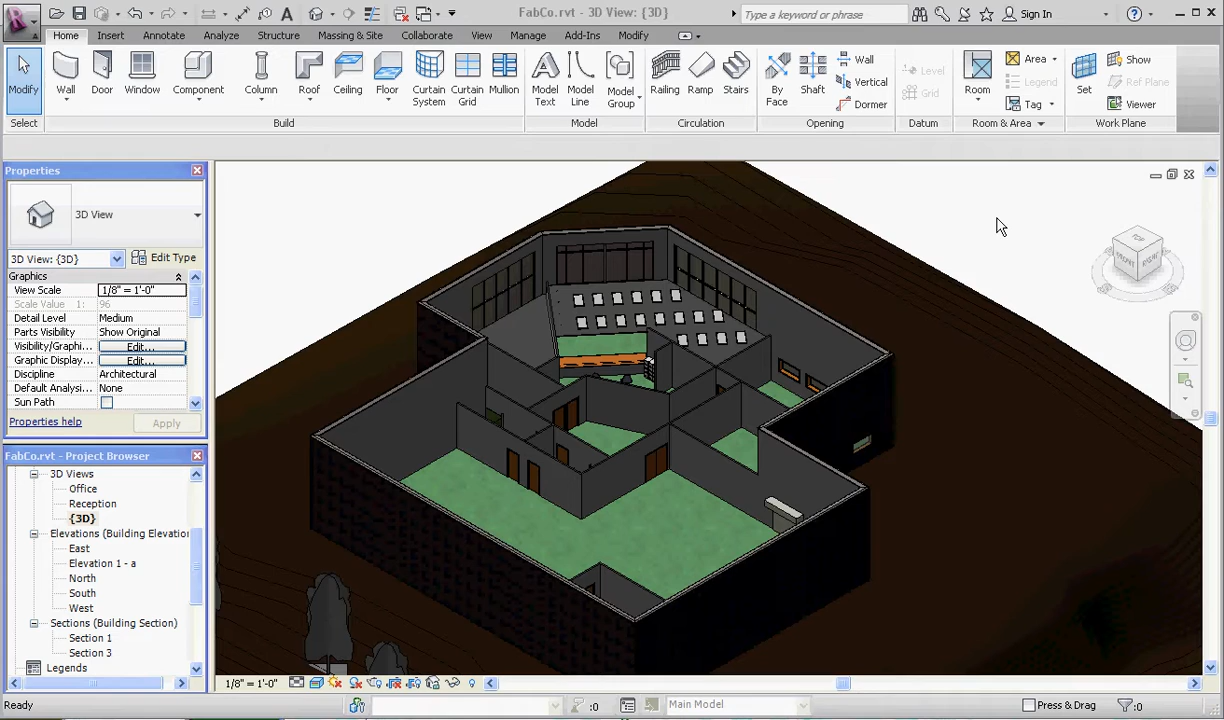 FabCo.rvt - 3D View: {3D}
Type a keyword or phrase
Sign In
Home Insert Annotate Analyze Structure Massing & Site Collaborate View Manage Add-Ins Modify
Modify
Wall
Door
Window
Component
Column
Roof
Ceiling
Floor
Curtain System
Curtain Grid
Mullion
Model Text
Model Line
Model Group
Railing
Ramp
Stairs
By Face
Shaft
Wall
Vertical
Dormer
Level
Grid
Room
Area
Legend
Tag
Set
Show
Ref Plane
Viewer
Select
Build
Model
Circulation
Opening
Datum
Room & Area
Work Plane
Properties
3D View
3D View: {3D}
Edit Type
Graphics
View Scale 1/8" = 1'-0"
Scale Value 1: 96
Detail Level Medium
Parts Visibility Show Original
Visibility/Graphi... Edit...
Graphic Display... Edit...
Discipline Architectural
Default Analysi... None
Sun Path
Properties help
Apply
FabCo.rvt - Project Browser
3D Views
Office
Reception
{3D}
Elevations (Building Elevation
East
Elevation 1 - a
North
South
West
Sections (Building Section)
Section 1
Section 3
Legends
FRONT
RIGHT
1/8" = 1'-0"
Ready
:0
Main Model
Press & Drag
:0